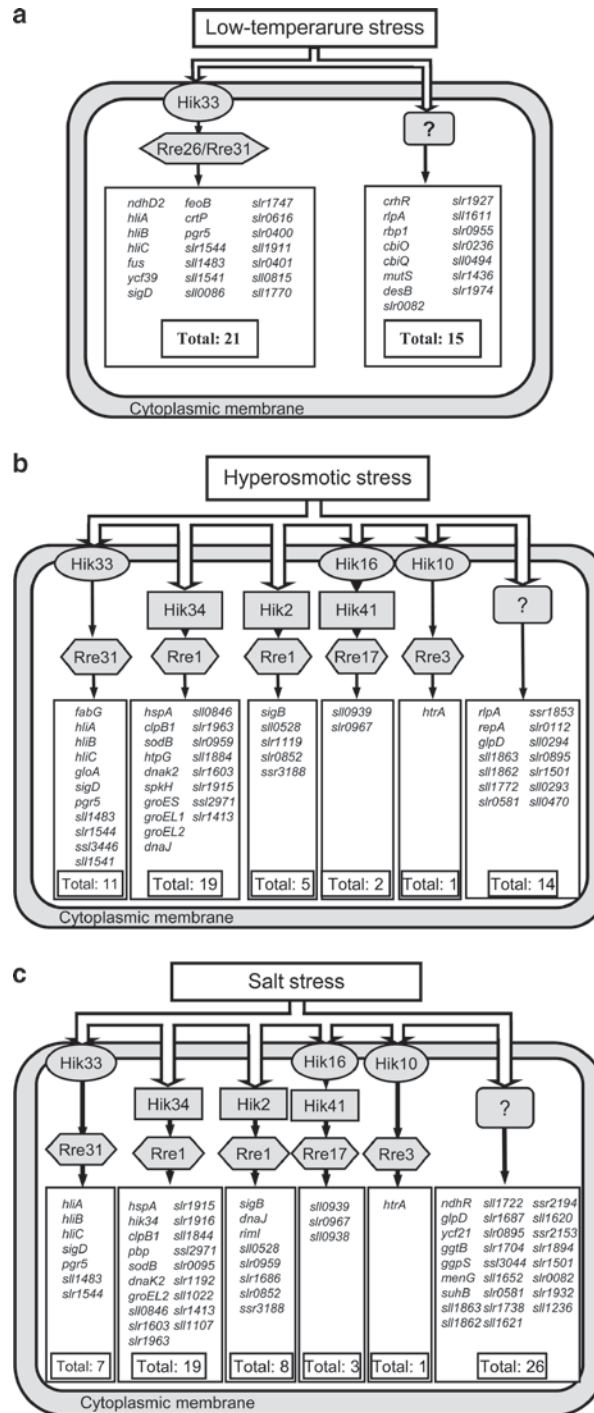 a
Low-temperarure stress
Hik33
?
Rre26/Rre31
ndhD2 feoB slr1747
hliA crtP slr0616
hliB pgr5 slr0400
hliC slr1544 sll1911
fus sll1483 slr0401
ycf39 sll1541 sll0815
sigD sll0086 sll1770
Total: 21
crhR slr1927
rlpA sll1611
rbp1 slr0955
cbiO slr0236
cbiQ sll0494
mutS slr1436
desB slr1974
slr0082
Total: 15
Cytoplasmic membrane
b
Hyperosmotic stress
Hik33
Hik16
Hik10
Hik34
Hik2
Hik41
?
Rre31
Rre1
Rre1
Rre17
Rre3
fabG
hliA
hliB
hliC
gloA
sigD
pgr5
sll1483
slr1544
ssl3446
sll1541
Total: 11
hspA sll0846
clpB1 slr1963
sodB slr0959
htpG sll1884
dnak2 slr1603
spkH slr1915
groES ssl2971
groEL1 slr1413
groEL2
dnaJ
Total: 19
sigB
sll0528
slr1119
slr0852
ssr3188
Total: 5
sll0939
slr0967
Total: 2
htrA
Total: 1
rlpA ssr1853
repA slr0112
glpD sll0294
sll1863 slr0895
sll1862 slr1501
sll1772 sll0293
slr0581 sll0470
Total: 14
Cytoplasmic membrane
c
Salt stress
Hik33
Hik16
Hik10
Hik34
Hik2
Hik41
?
Rre31
Rre1
Rre1
Rre17
Rre3
hliA
hliB
hliC
sigD
pgr5
sll1483
slr1544
Total: 7
hspA slr1915
hik34 slr1916
clpB1 sll1844
pbp ssl2971
sodB slr0095
dnaK2 slr1192
groEL2 sll1022
sll0846 slr1413
slr1603 sll1107
slr1963
Total: 19
sigB
dnaJ
riml
sll0528
slr0959
slr1686
slr0852
ssr3188
Total: 8
sll0939
slr0967
sll0938
Total: 3
htrA
Total: 1
ndhR sll1722 ssr2194
glpD slr1687 sll1620
ycf21 slr0895 ssr2153
ggtB slr1704 slr1894
ggpS ssl3044 slr1501
menG sll1652 slr0082
suhB slr0581 slr1932
sll1863 slr1738 sll1236
sll1862 sll1621
Total: 26
Cytoplasmic membrane